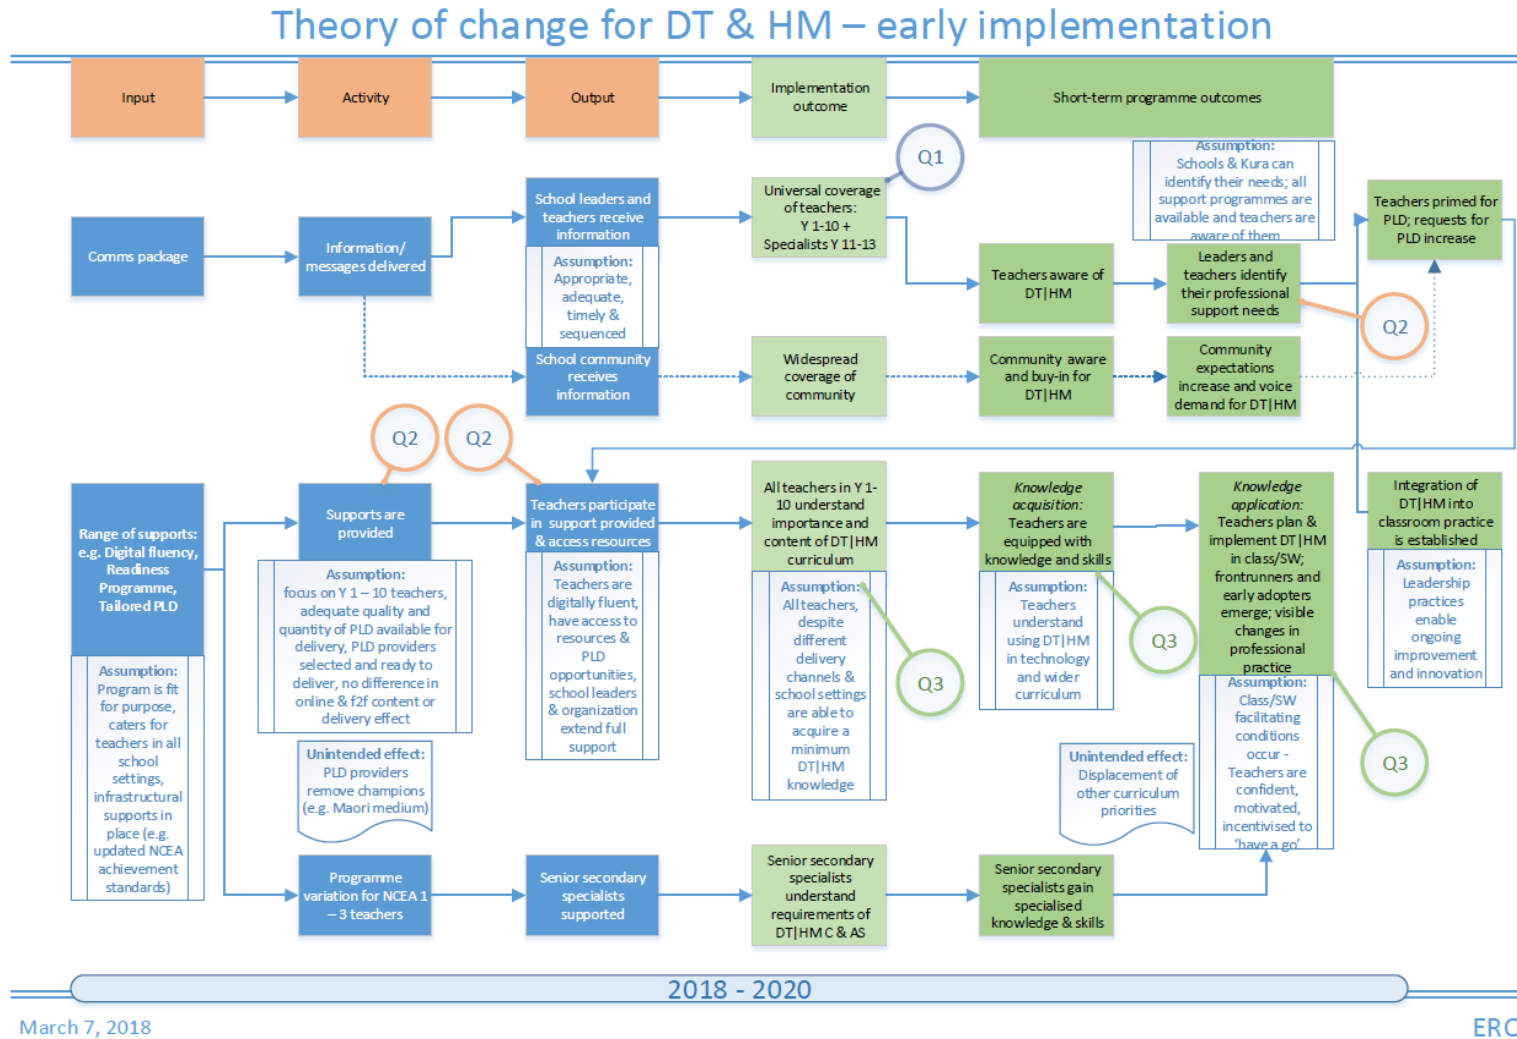 Theory of change for DT & HM – early implementation
Input
Activity
Output
Implementation
outcome
Short-term programme outcomes
Q1
Assumption:
Schools & Kura can
identify their needs; all
support programmes are
available and teachers are
aware of them
Comms package
Information/
messages delivered
School leaders and
teachers receive
information
Assumption:
Appropriate,
adequate,
timely &
sequenced
School community
receives
information
Universal coverage
of teachers:
Y 1-10 +
Specialists Y 11-13
Teachers aware of
DT|HM
Leaders and
teachers identify
their professional
support needs
Teachers primed for
PLD; requests for
PLD increase
Q2
Widespread
coverage of
community
Community aware
and buy-in for
DT|HM
Community
expectations
increase and voice
demand for DT|HM
Q2
Q2
Range of supports:
e.g. Digital fluency,
Readiness
Programme,
Tailored PLD
Assumption:
Program is fit
for purpose,
caters for
teachers in all
school
settings,
infrastructural
supports in
place (e.g.
updated NCEA
achievement
standards)
Supports are
provided
Assumption:
focus on Y 1 – 10 teachers,
adequate quality and
quantity of PLD available for
delivery, PLD providers
selected and ready to
deliver, no difference in
online & f2f content or
delivery effect
Unintended effect:
PLD providers
remove champions
(e.g. Maori medium)
Teachers participate
in support provided
& access resources
Assumption:
Teachers are
digitally fluent,
have access to
resources &
PLD
opportunities,
school leaders
& organization
extend full
support
All teachers in Y 1-
10 understand
importance and
content of DT|HM
curriculum
Assumption:
All teachers,
despite
different
delivery
channels &
school settings
are able to
acquire a
minimum
DT|HM
knowledge
Q3
Knowledge
acquisition:
Teachers are
equipped with
knowledge and skills
Assumption:
Teachers
understand
using DT|HM
in technology
and wider
curriculum
Q3
Knowledge
application:
Teachers plan &
implement DT|HM
in class/SW;
frontrunners and
early adopters
emerge; visible
changes in
professional
practice
Assumption:
Class/SW
facilitating
conditions
occur -
Teachers are
confident,
motivated,
incentivised to
'have a go'
Q3
Integration of
DT|HM into
classroom practice
is established
Assumption:
Leadership
practices
enable
ongoing
improvement
and innovation
Unintended effect:
Displacement of
other curriculum
priorities
Programme
variation for NCEA 1
– 3 teachers
Senior secondary
specialists
supported
Senior secondary
specialists
understand
requirements of
DT|HM C & AS
Senior secondary
specialists gain
specialised
knowledge & skills
2018 - 2020
March 7, 2018
ERO